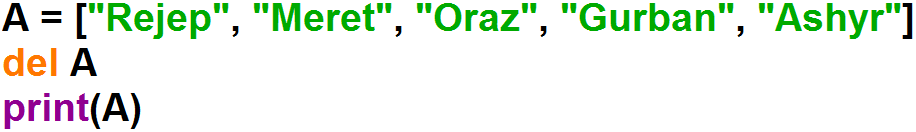 A = ["Rejep", "Meret", "Oraz", "Gurban", "Ashyr"]
del A
print(A)